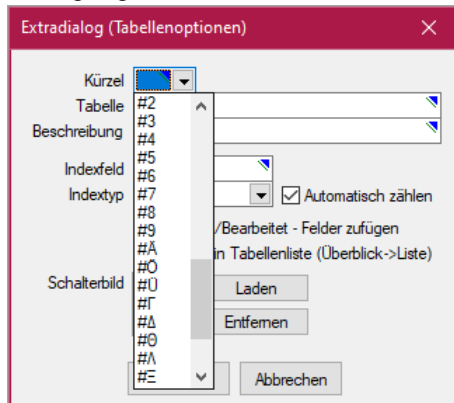 Extradialog (Tabellenoptionen)
Kürzel
Tabelle
Beschreibung
Indexfeld
Indextyp
Automatisch zählen
/Bearbeitet - Felder zufügen
in Tabellenliste (Überblick->Liste)
Schalterbild
Laden
Entfernen
Abbrechen
#2
#3
#4
#5
#6
#7
#8
#9
#Ä
#Ö
#Ü
#Γ
#Δ
#Θ
#Λ
#Ξ